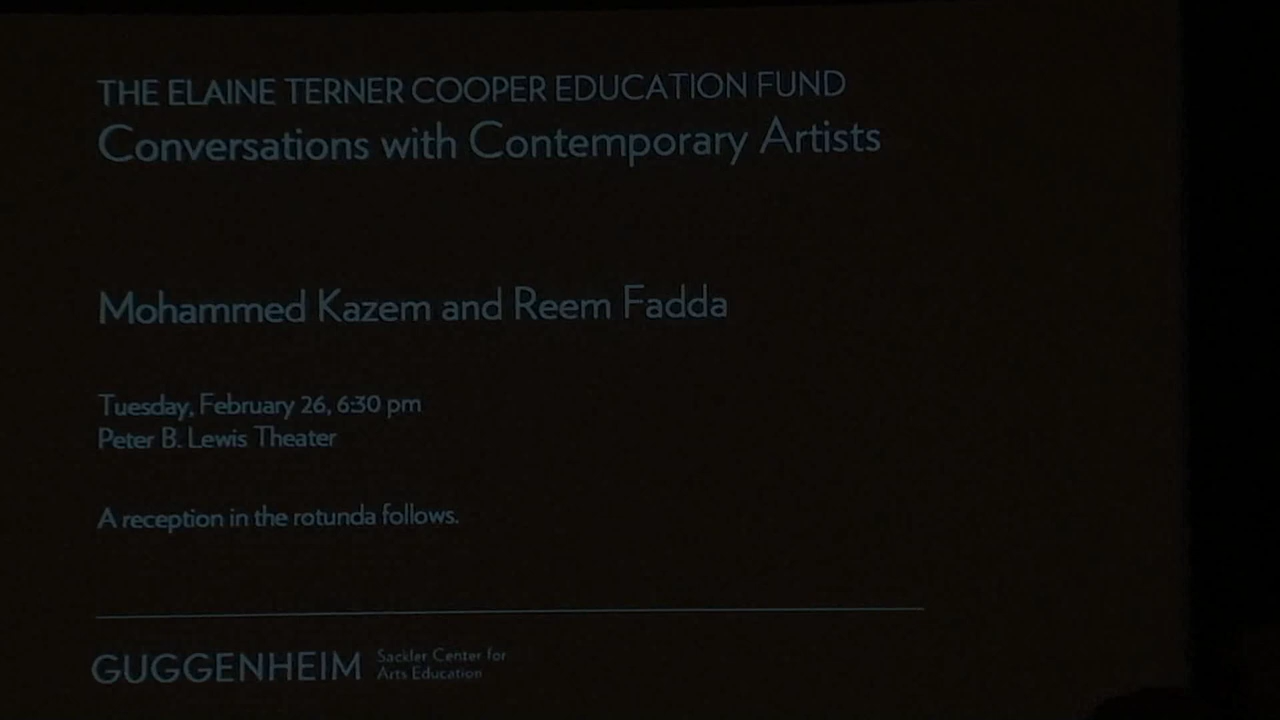 THE ELAINE TERNER COOPER EDUCATION FUND
Conversations with Contemporary Artists
Mohammed Kazem and Reem Fadda
Tuesday, February 26, 6:30 pm
Peter B. Lewis Theater
A reception in the rotunda follows.
GUGGENHEIM
Sackler Center for
Arts Education